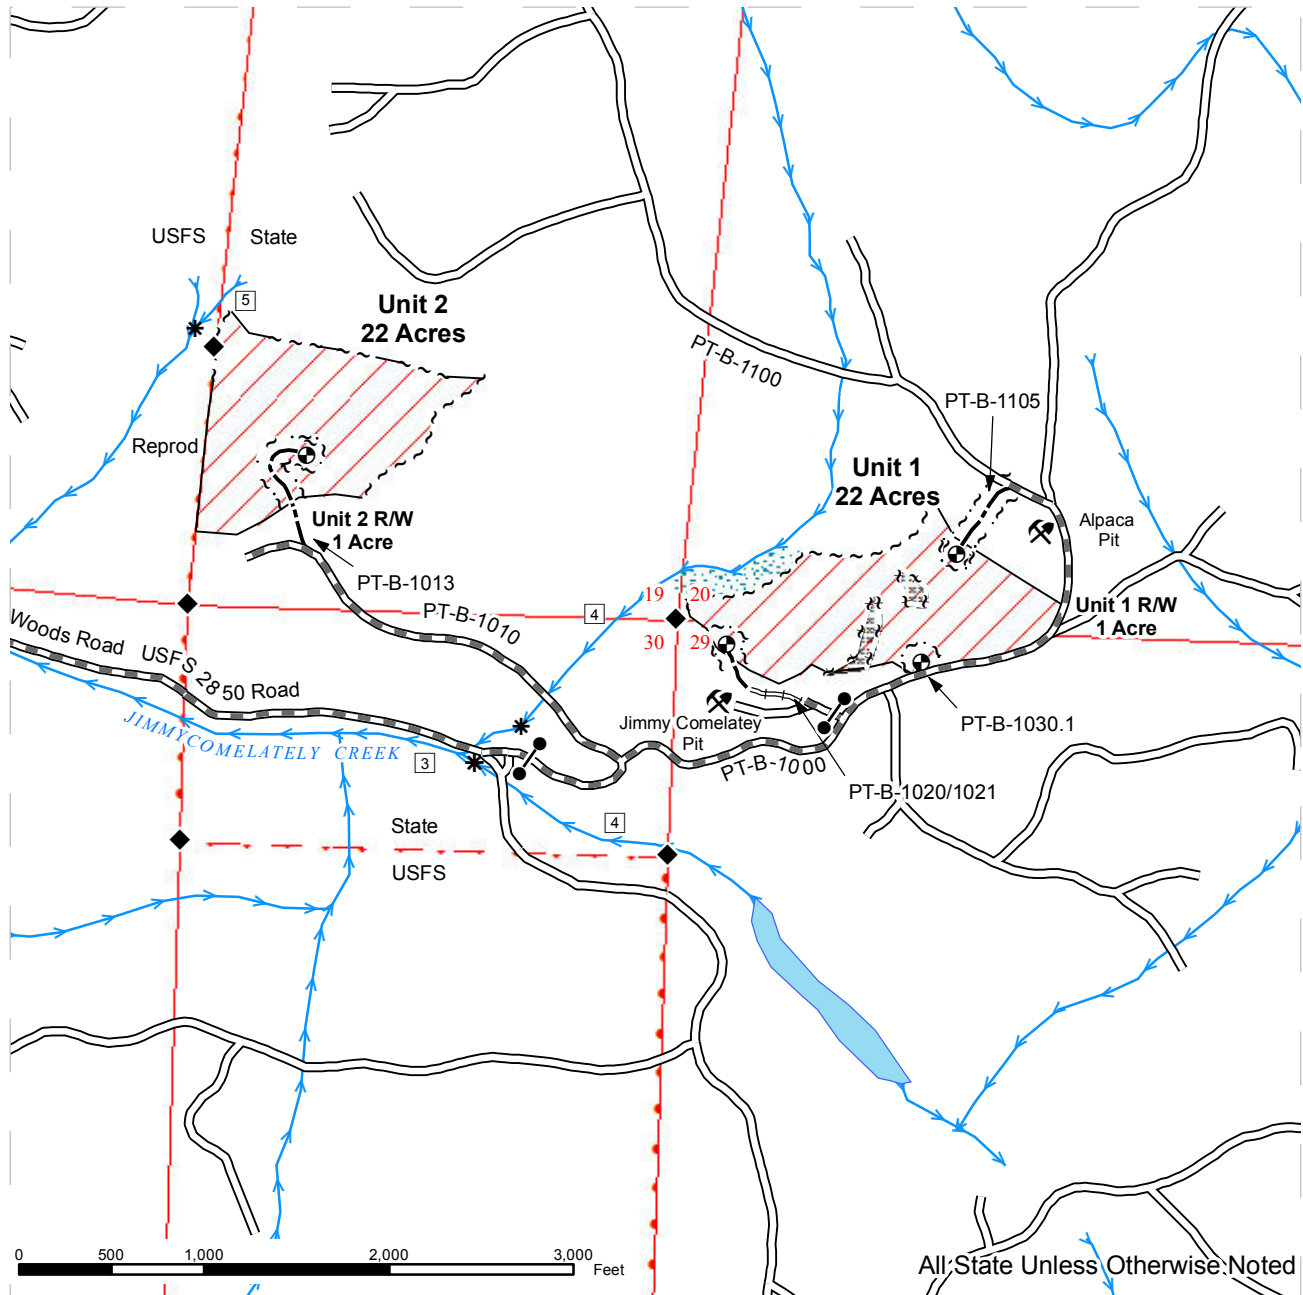 USFS
State
5
Unit 2
22 Acres
PT-B-1100
PT-B-1105
Reprod
Unit 1
22 Acres
Unit 2 R/W
1 Acre
Alpaca
Pit
PT-B-1013
19
20
4
PT-B-1010
Unit 1 R/W
1 Acre
Woods Road
30
29
USFS 2850 Road
JIMMYCOMELATELY CREEK
Jimmy Comelatey
Pit
PT-B-1030.1
3
PT-B-1000
PT-B-1020/1021
State
4
USFS
0
500
1,000
2,000
3,000
Feet
All State Unless Otherwise Noted